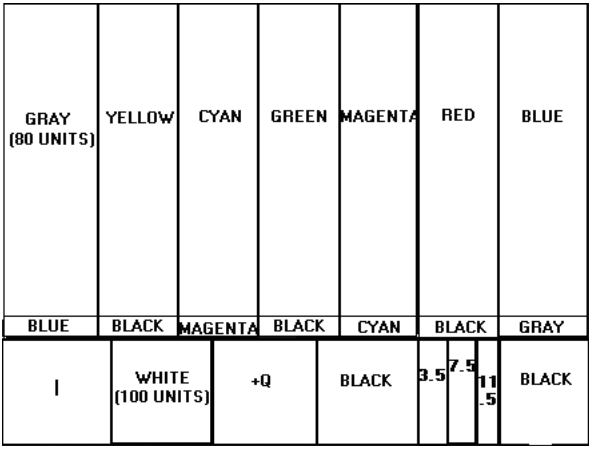 GRAY
(80 UNITS)
YELLOW
CYAN
GREEN
MAGENTA
RED
BLUE
BLUE
BLACK
MAGENTA
BLACK
CYAN
BLACK
GRAY
I
WHITE
(100 UNITS)
+Q
BLACK
3.5
7.5
11
.5
BLACK